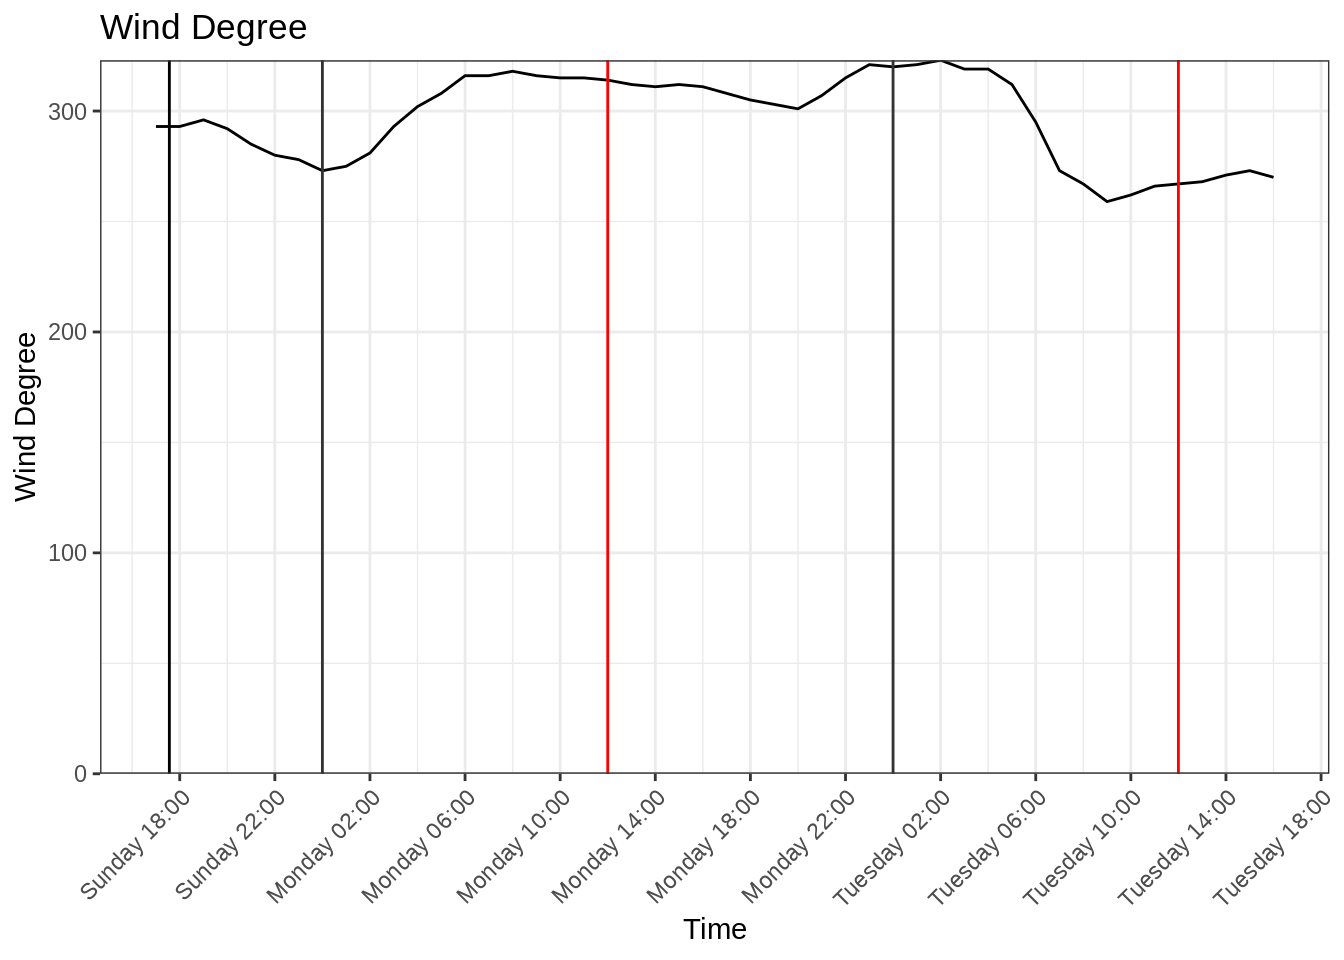 Wind Degree
Wind Degree
300
200
100
0
Sunday 18:00
Sunday 22:00
Monday 02:00
Monday 06:00
Monday 10:00
Monday 14:00
Monday 18:00
Monday 22:00
Tuesday 02:00
Tuesday 06:00
Tuesday 10:00
Tuesday 14:00
Tuesday 18:00
Time